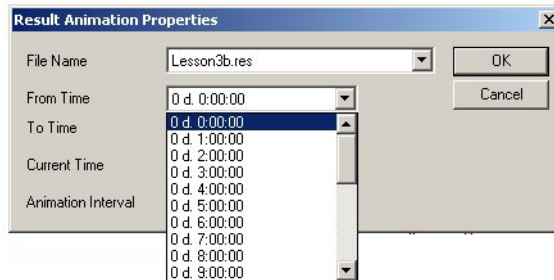 Result Animation Properties
File Name
Lesson3b.res
OK
From Time
0 d. 0:00:00
Cancel
To Time
0 d. 0:00:00
0 d. 1:00:00
0 d. 2:00:00
Current Time
0 d. 3:00:00
0 d. 4:00:00
0 d. 5:00:00
Animation Interval
0 d. 6:00:00
0 d. 7:00:00
0 d. 8:00:00
0 d. 9:00:00